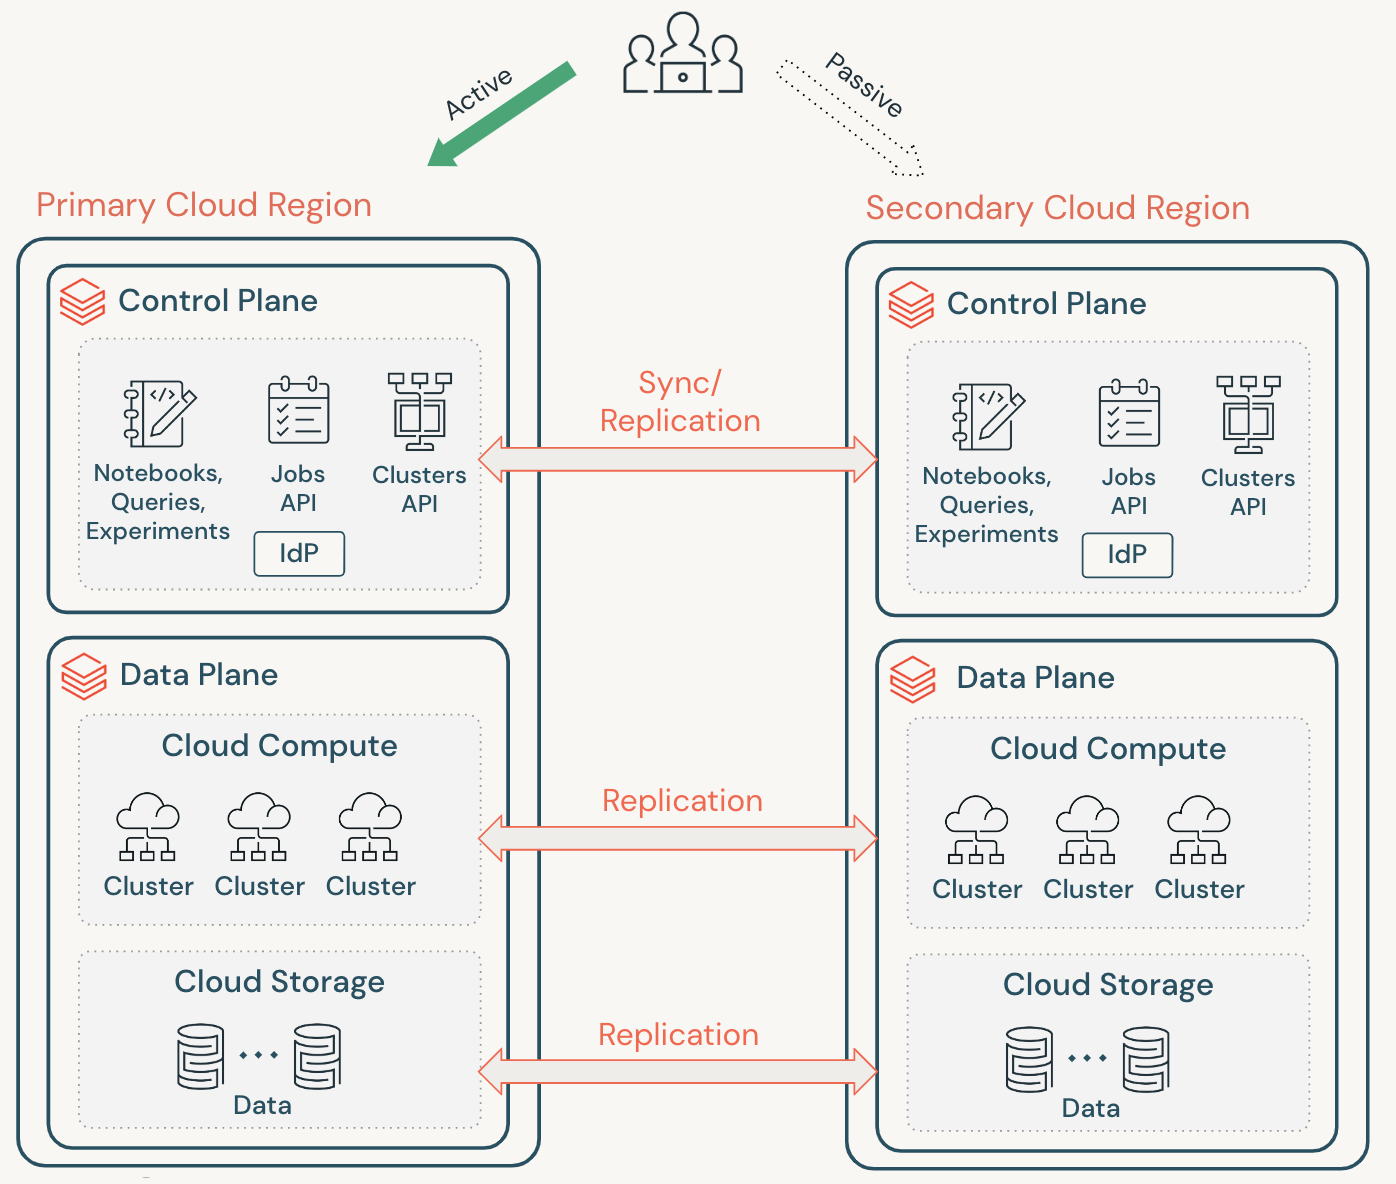 Active
Passive
Primary Cloud Region
Secondary Cloud Region
Control Plane
Notebooks,
Queries,
Experiments
Jobs
API
Clusters
API
IdP
Sync/
Replication
Control Plane
Notebooks,
Queries,
Experiments
Jobs
API
Clusters
API
IdP
Data Plane
Cloud Compute
Cluster Cluster Cluster
Replication
Data Plane
Cloud Compute
Cluster Cluster Cluster
Cloud Storage
Data
Replication
Cloud Storage
Data